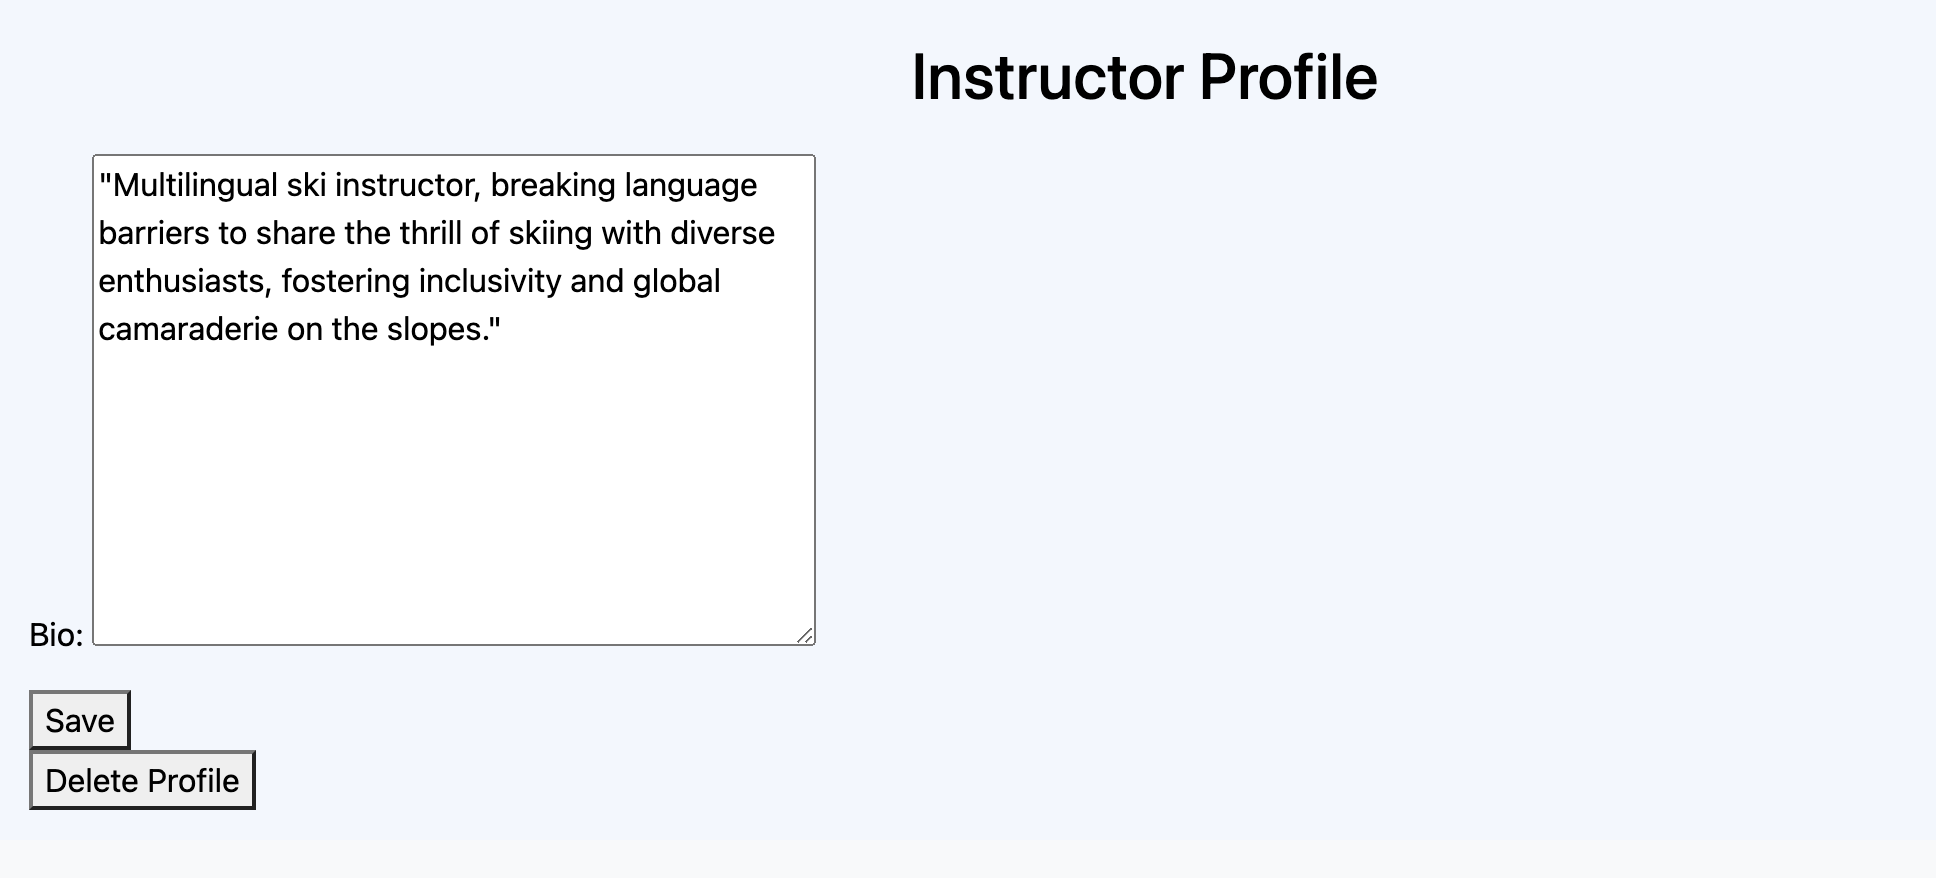 Instructor Profile
"Multilingual ski instructor, breaking language
barriers to share the thrill of skiing with diverse
enthusiasts, fostering inclusivity and global
camaraderie on the slopes."
Bio:
Save
Delete Profile